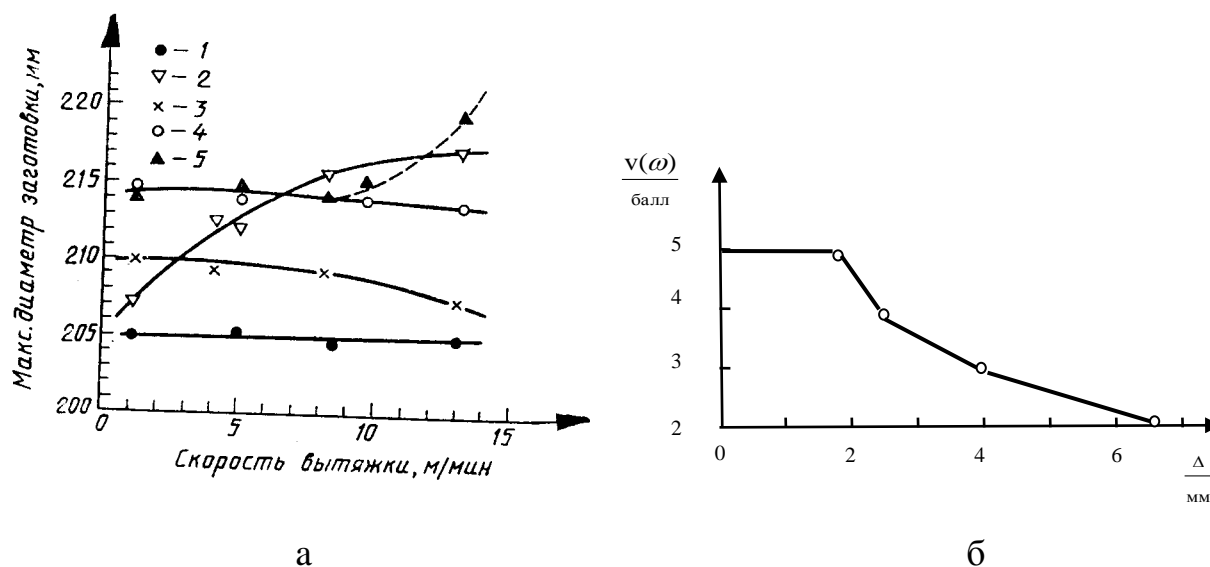 Макс. диаметр заготовки, мм
220
215
210
205
200
● – 1
▽ – 2
× – 3
○ – 4
▲ – 5
0 5 10 15
Скорость вытяжки, м/мин
а
v(ω)
балл
5
4
3
2
0 2 4 6
Δ
мм
б